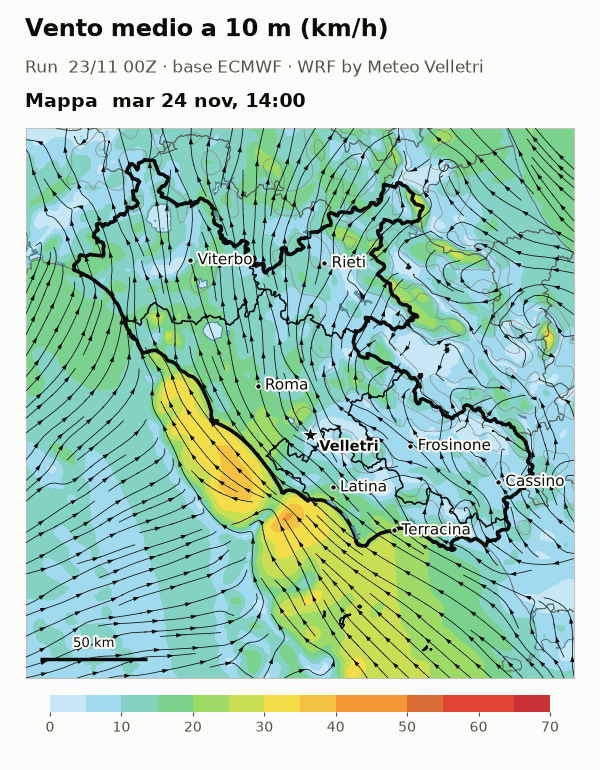 Vento medio a 10 m (km/h)
Run  23/11 00Z · base ECMWF · WRF by Meteo Velletri
Mappa  mar 24 nov, 14:00
Viterbo
Rieti
Roma
Velletri
Frosinone
Cassino
Latina
Terracina
50 km
0 10 20 30 40 50 60 70